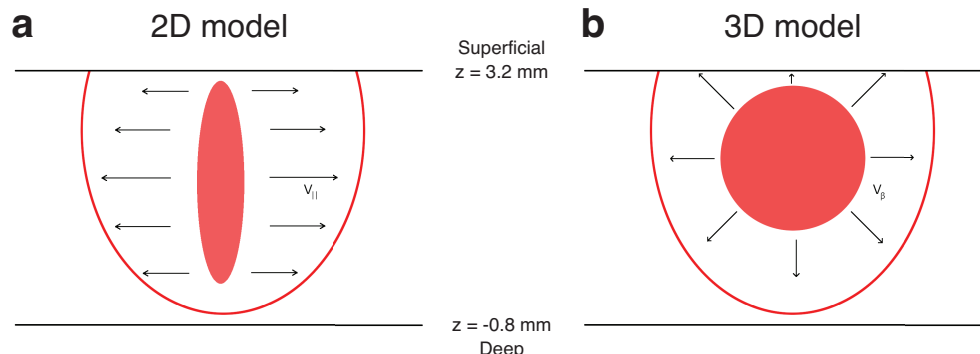 a
2D model
Superficial
z = 3.2 mm
b
3D model
V||
Vβ
z = -0.8 mm
Deep